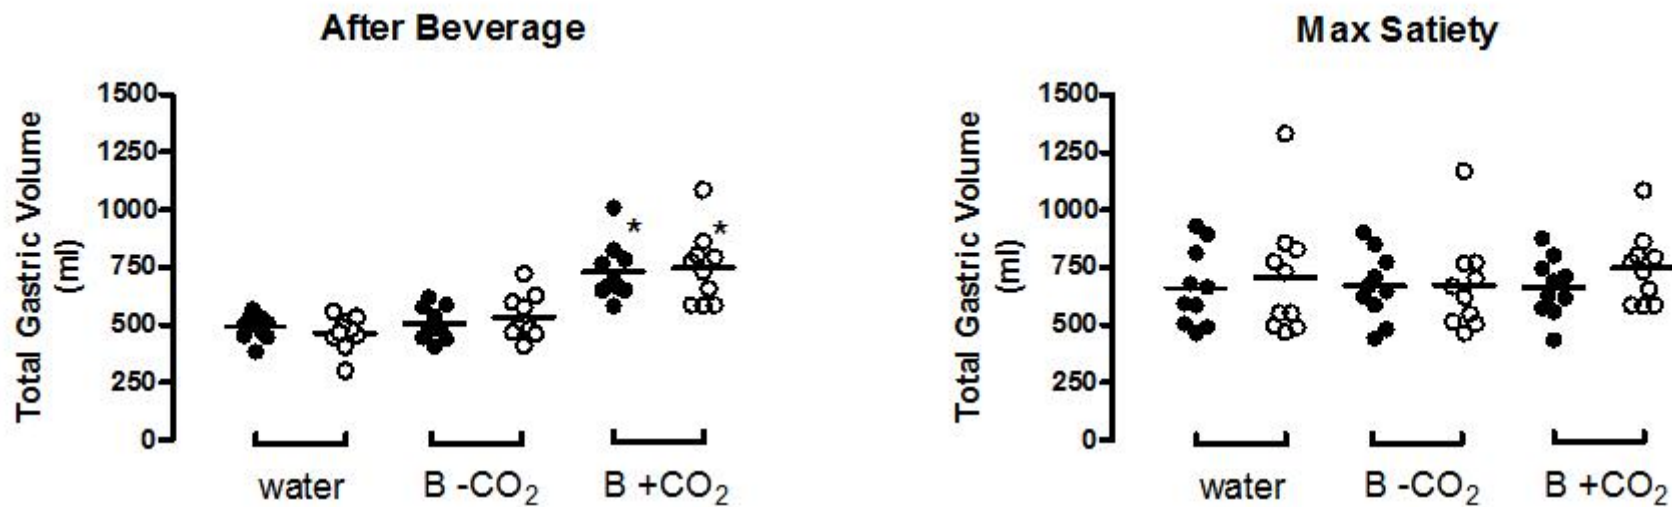 After Beverage
Total Gastric Volume
(ml)
1500
1250
1000
750
500
250
0
*
*
water
B -CO₂
B +CO₂
Max Satiety
Total Gastric Volume
(ml)
1500
1250
1000
750
500
250
0
water
B -CO₂
B +CO₂